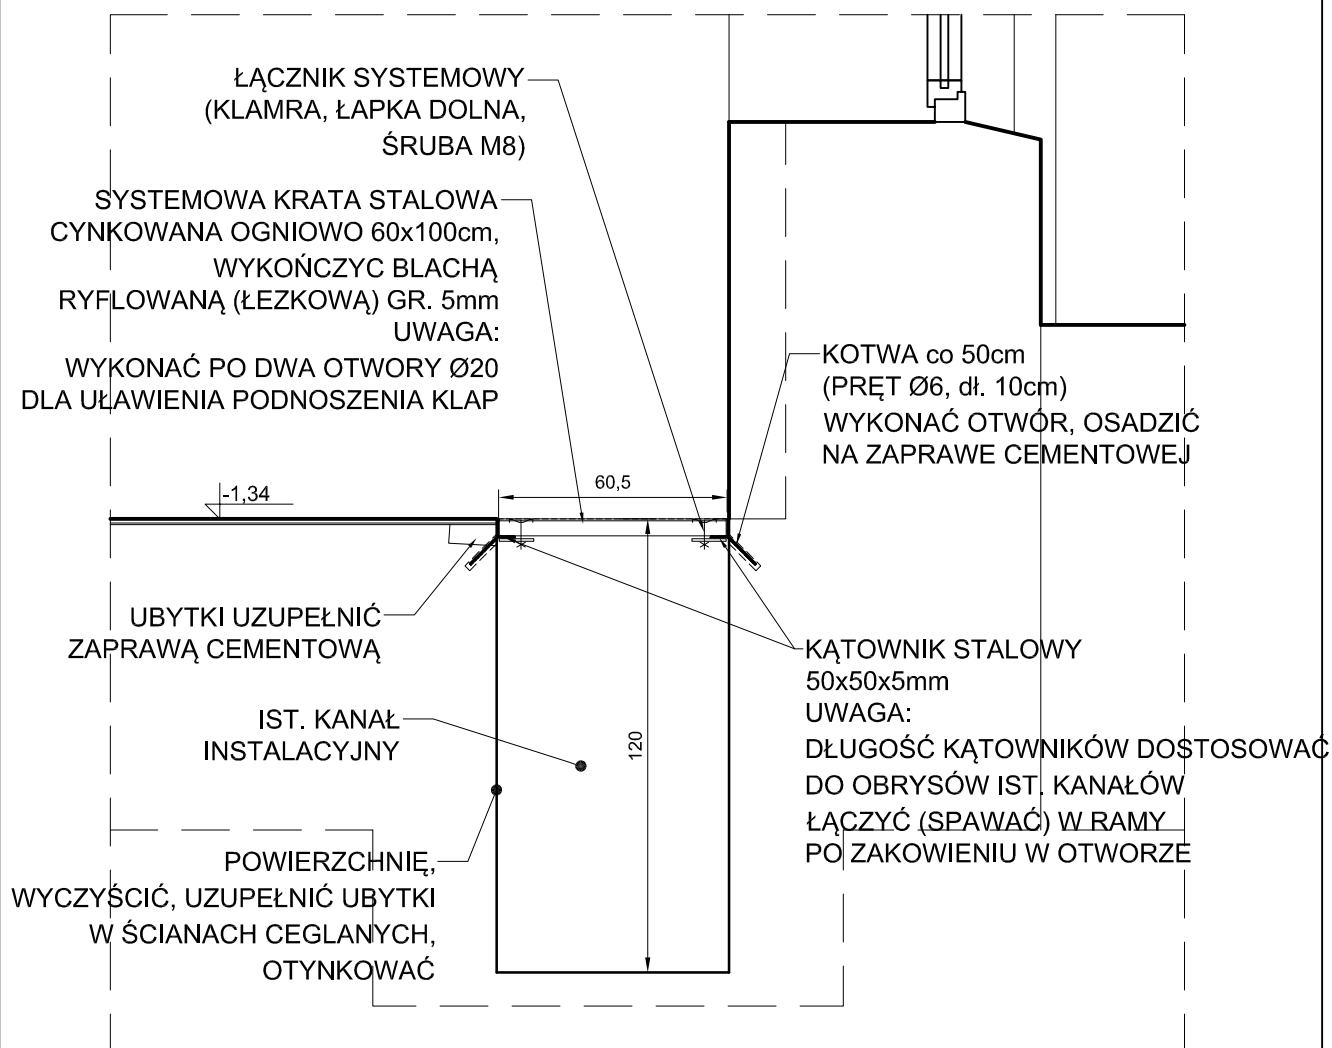 ŁĄCZNIK SYSTEMOWY
(KLAMRA, ŁAPKA DOLNA,
ŚRUBA M8)
SYSTEMOWA KRATA STALOWA
CYNKOWANA OGNIOWO 60x100cm,
WYKOŃCZYC BLACHĄ
RYFLOWANĄ (ŁEZKOWĄ) GR. 5mm
UWAGA:
WYKONAĆ PO DWA OTWORY Ø20
DLA UŁAWIENIA PODNOSZENIA KLAP
KOTWA co 50cm
(PRĘT Ø6, dł. 10cm)
WYKONAĆ OTWÓR, OSADZIĆ
NA ZAPRAWE CEMENTOWEJ
-1,34
60,5
UBYTKI UZUPEŁNIĆ
ZAPRAWĄ CEMENTOWĄ
KĄTOWNIK STALOWY
50x50x5mm
UWAGA:
DŁUGOŚĆ KĄTOWNIKÓW DOSTOSOWAĆ
DO OBRYSÓW IST. KANAŁÓW
ŁĄCZYĆ (SPAWAĆ) W RAMY
PO ZAKOWIENIU W OTWORZE
IST. KANAŁ
INSTALACYJNY
120
POWIERZCHNIĘ,
WYCZYŚCIĆ, UZUPEŁNIĆ UBYTKI
W ŚCIANACH CEGLANYCH,
OTYNKOWAĆ